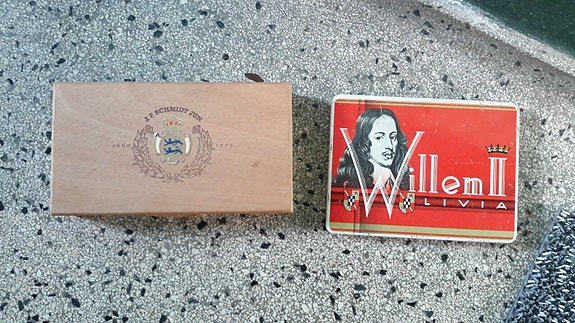 J. F. SCHMIDT JUN.
ANNO
Willem II
LIVIA